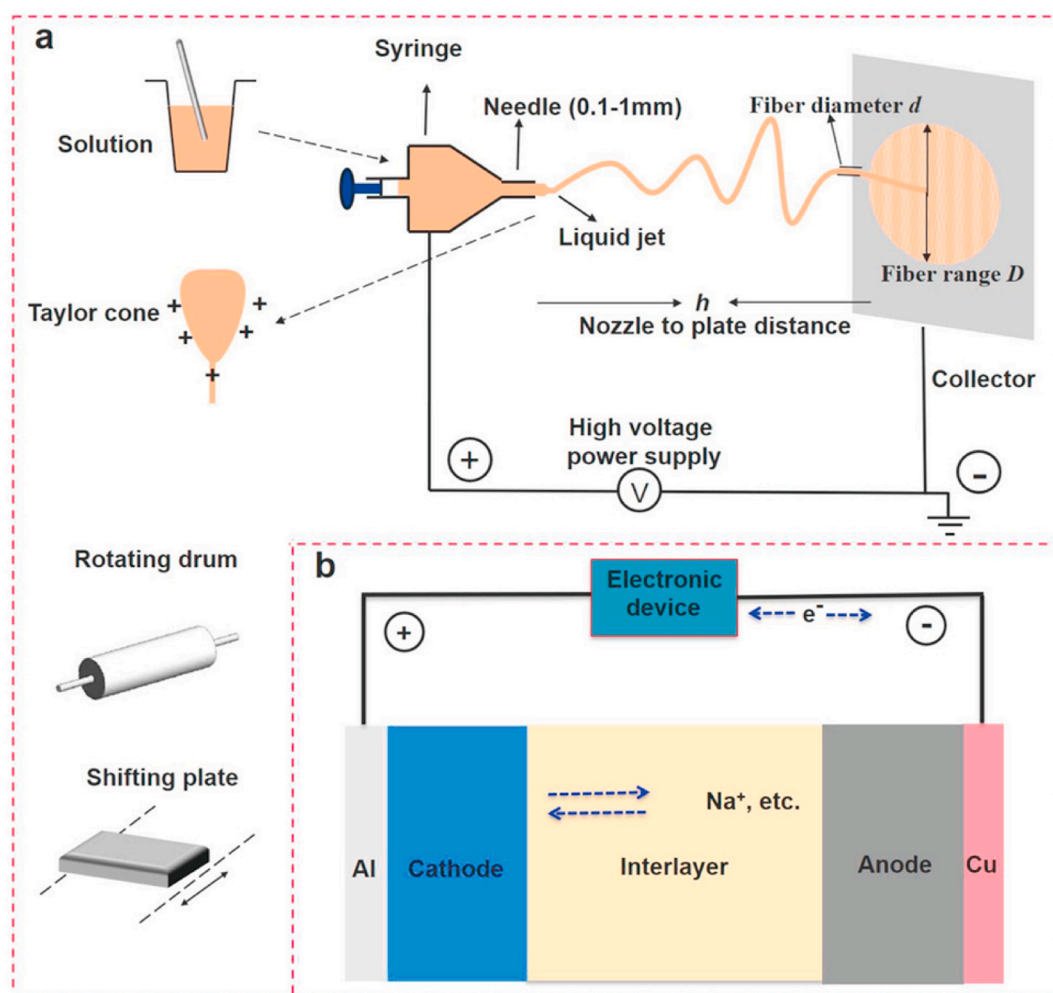 a
Syringe
Needle (0.1-1mm)
Fiber diameter d
Solution
Liquid jet
Fiber range D
Taylor cone
+ + + + +
h
Nozzle to plate distance
Collector
High voltage
power supply
+
V
-
Rotating drum
Shifting plate
b
Electronic
device
e-
+
-
Na+, etc.
Al
Cathode
Interlayer
Anode
Cu